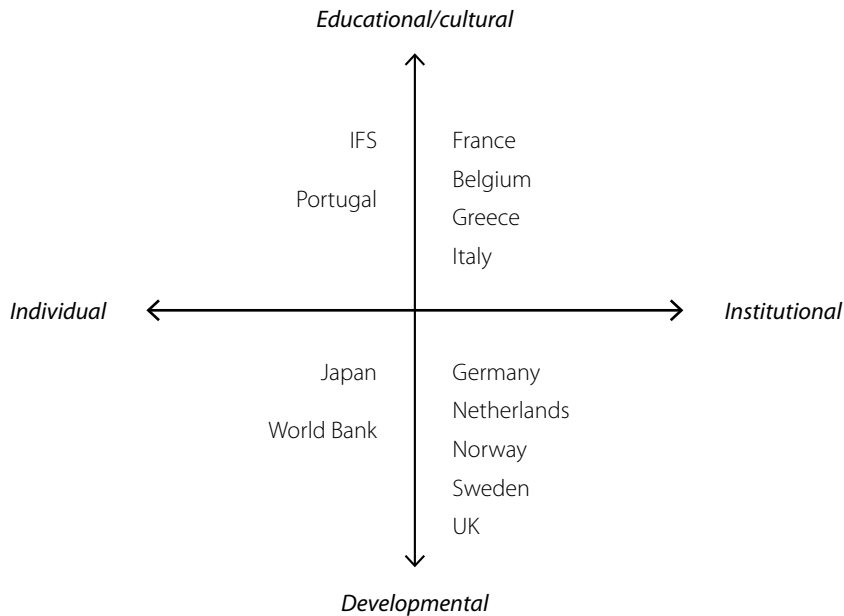 Educational/cultural
IFS
Portugal
France
Belgium
Greece
Italy
Individual
Institutional
Japan
World Bank
Germany
Netherlands
Norway
Sweden
UK
Developmental